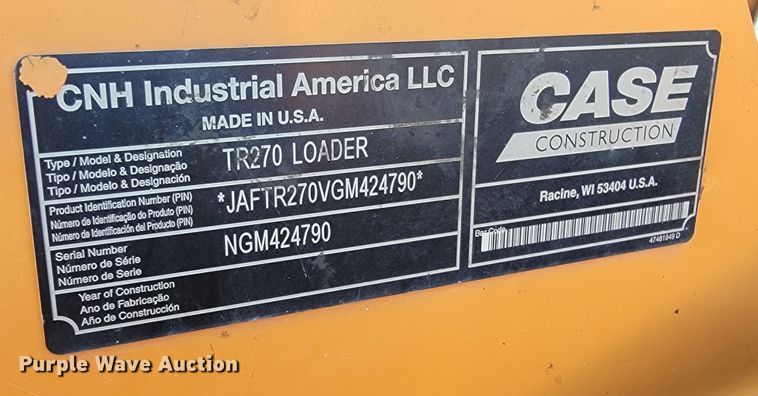 CNH Industrial America LLC
MADE IN U.S.A.
Type / Model & Designation
Tipo / Modelo & Designação
Tipo / Modelo & Designación
TR270 LOADER
Product Identification Number (PIN)
Número de Identificação do Produto (PIN)
Número de Identificación del Producto (PIN)
*JAFTR270VGM424790*
Serial Number
Número de Série
Número de Serie
NGM424790
Year of Construction
Ano de Fabricação
Año de Construcción
CASE
CONSTRUCTION
Racine, WI 53404 U.S.A.
Bar Code
47481949 D
Purple Wave Auction